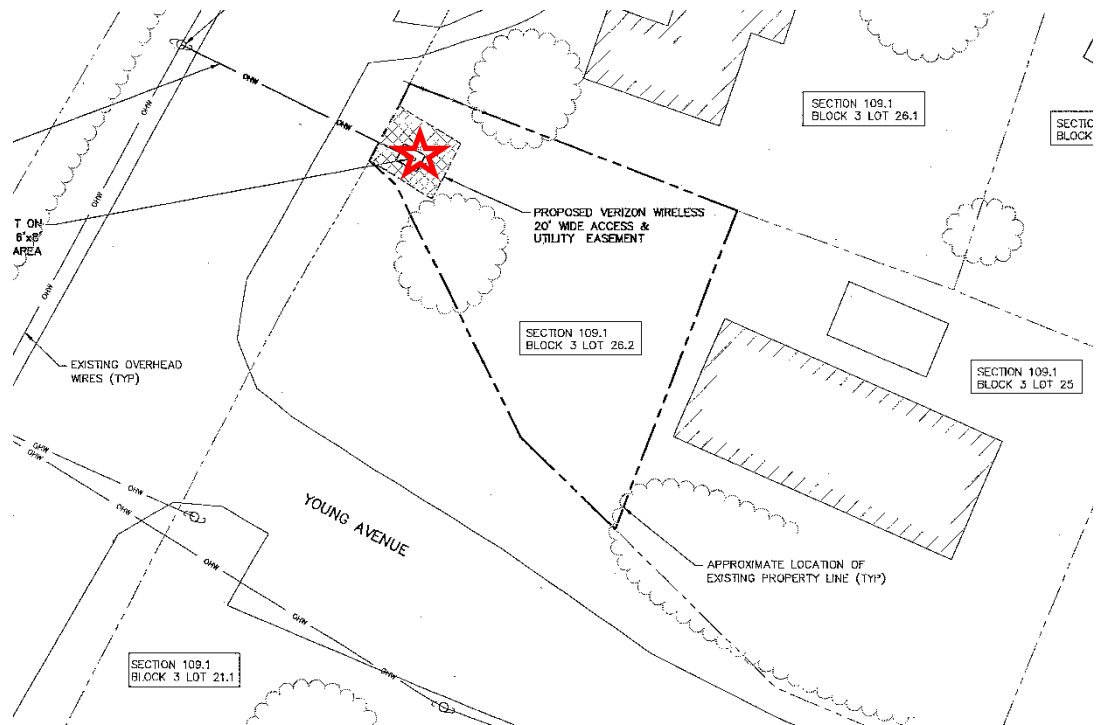 OHW
OHW
OHW
OHW
OHW
SECTION 109.1
BLOCK 3 LOT 26.1
SECTIO
BLOCK
T ON
6'x8'
AREA
PROPOSED VERIZON WIRELESS
20' WIDE ACCESS &
UTILITY EASEMENT
SECTION 109.1
BLOCK 3 LOT 26.2
EXISTING OVERHEAD
WIRES (TYP)
SECTION 109.1
BLOCK 3 LOT 25
OHW
OHW
OHW
OHW
OHW
OHW
YOUNG AVENUE
APPROXIMATE LOCATION OF
EXISTING PROPERTY LINE (TYP)
SECTION 109.1
BLOCK 3 LOT 21.1